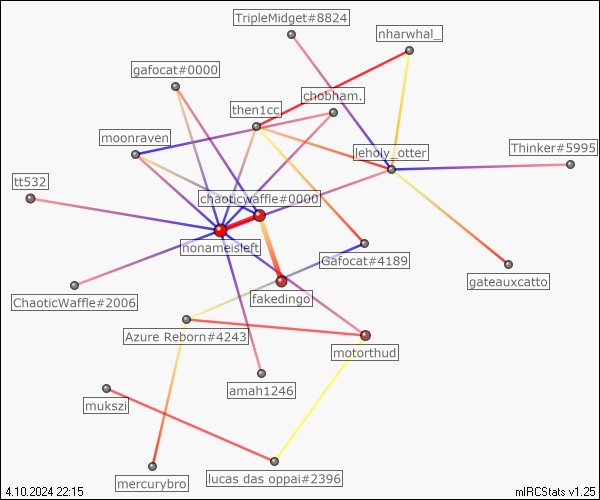 TripleMidget#8824
nharwhal_
gafocat#0000
chobham.
then1cc
moonraven
leholy_otter
Thinker#5995
tt532
chaoticwaffle#0000
nonameisleft
Gafocat#4189
gateauxcatto
ChaoticWaffle#2006
fakedingo
Azure Reborn#4243
motorthud
amah1246
mukszi
mercurybro
lucas das oppai#2396
4.10.2024 22:15
mIRCStats v1.25